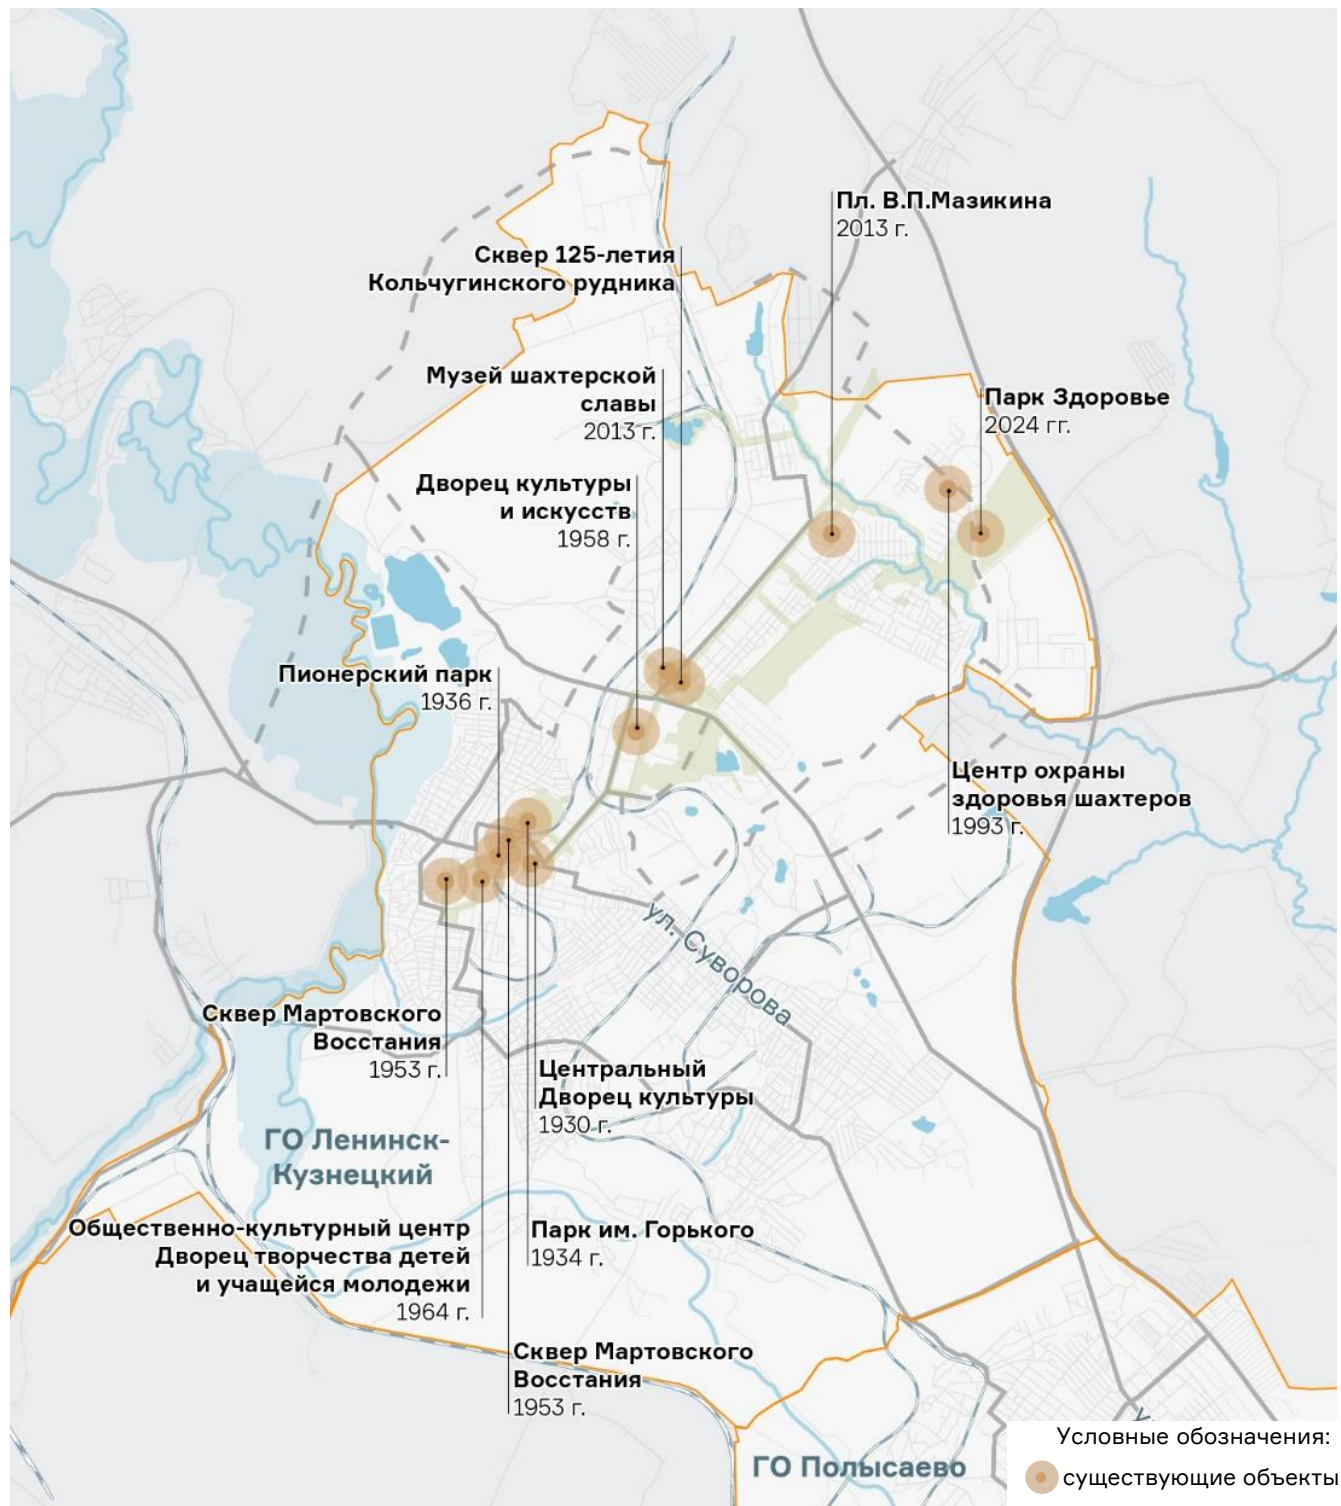 Пл. В.П.Мазикина
2013 г.
Сквер 125-летия
Кольчугинского рудника
Музей шахтерской
славы
2013 г.
Парк Здоровье
2024 гг.
Дворец культуры
и искусств
1958 г.
Пионерский парк
1936 г.
Центр охраны
здоровья шахтеров
1993 г.
ул. Суворова
Сквер Мартовского
Восстания
1953 г.
Центральный
Дворец культуры
1930 г.
ГО Ленинск-
Кузнецкий
Общественно-культурный центр
Дворец творчества детей
и учащейся молодежи
1964 г.
Парк им. Горького
1934 г.
Сквер Мартовского
Восстания
1953 г.
ГО Полысаево
Условные обозначения:
существующие объекты